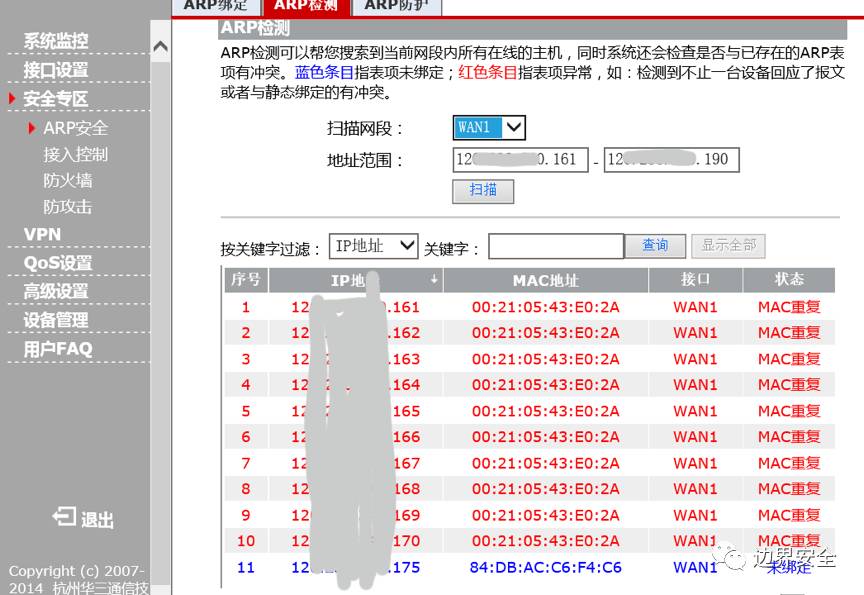 ARP绑定 ARP检测 ARP防护
系统监控
接口设置
安全专区
ARP安全
接入控制
防火墙
防攻击
VPN
QoS设置
高级设置
设备管理
用户FAQ
退出
Copyright (c) 2007-
2014 杭州华三通信技
ARP检测
ARP检测可以帮您搜索到当前网段内所有在线的主机，同时系统还会检查是否与已存在的ARP表
项有冲突。蓝色条目指表项未绑定；红色条目指表项异常，如：检测到不止一台设备回应了报文
或者与静态绑定的有冲突。
扫描网段： WAN1
地址范围： 12 0.161 - 12 .190
扫描
按关键字过滤： IP地址 关键字： 查询 显示全部
序号 IP地 MAC地址 接口 状态
1 12 .161 00:21:05:43:E0:2A WAN1 MAC重复
2 12 .162 00:21:05:43:E0:2A WAN1 MAC重复
3 12 .163 00:21:05:43:E0:2A WAN1 MAC重复
4 12 .164 00:21:05:43:E0:2A WAN1 MAC重复
5 12 165 00:21:05:43:E0:2A WAN1 MAC重复
6 12 166 00:21:05:43:E0:2A WAN1 MAC重复
7 12 167 00:21:05:43:E0:2A WAN1 MAC重复
8 12 168 00:21:05:43:E0:2A WAN1 MAC重复
9 12 169 00:21:05:43:E0:2A WAN1 MAC重复
10 12 170 00:21:05:43:E0:2A WAN1 MAC重复
11 12 .175 84:DB:AC:C6:F4:C6 WAN1 未绑定
边界安全